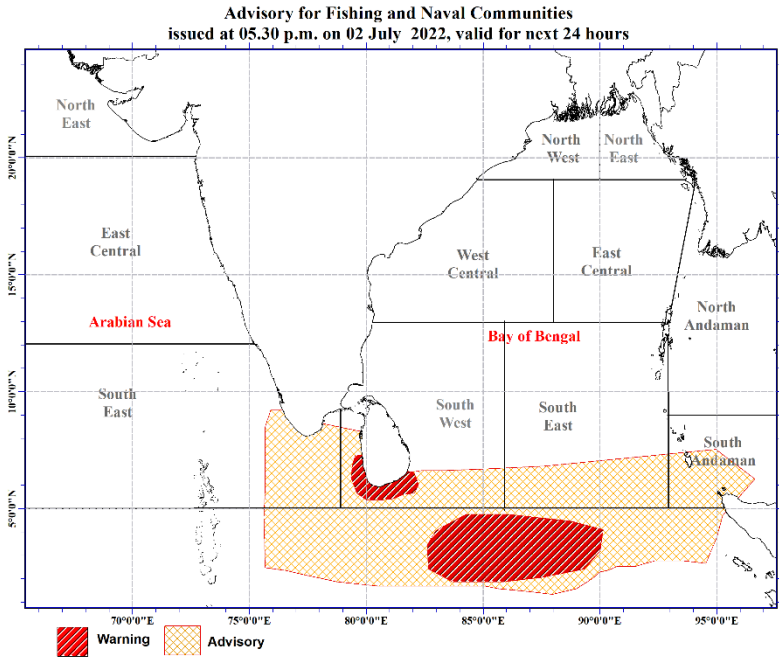 Advisory for Fishing and Naval Communities
issued at 05.30 p.m. on 02 July 2022, valid for next 24 hours
North
East
North
West
North
East
20°0'0"N
East
Central
West
Central
East
Central
15°0'0"N
Arabian Sea
Bay of Bengal
North
Andaman
South
East
10°0'0"N
South
West
South
East
South
Andaman
5°0'0"N
70°0'0"E
75°0'0"E
80°0'0"E
85°0'0"E
90°0'0"E
95°0'0"E
Warning
Advisory